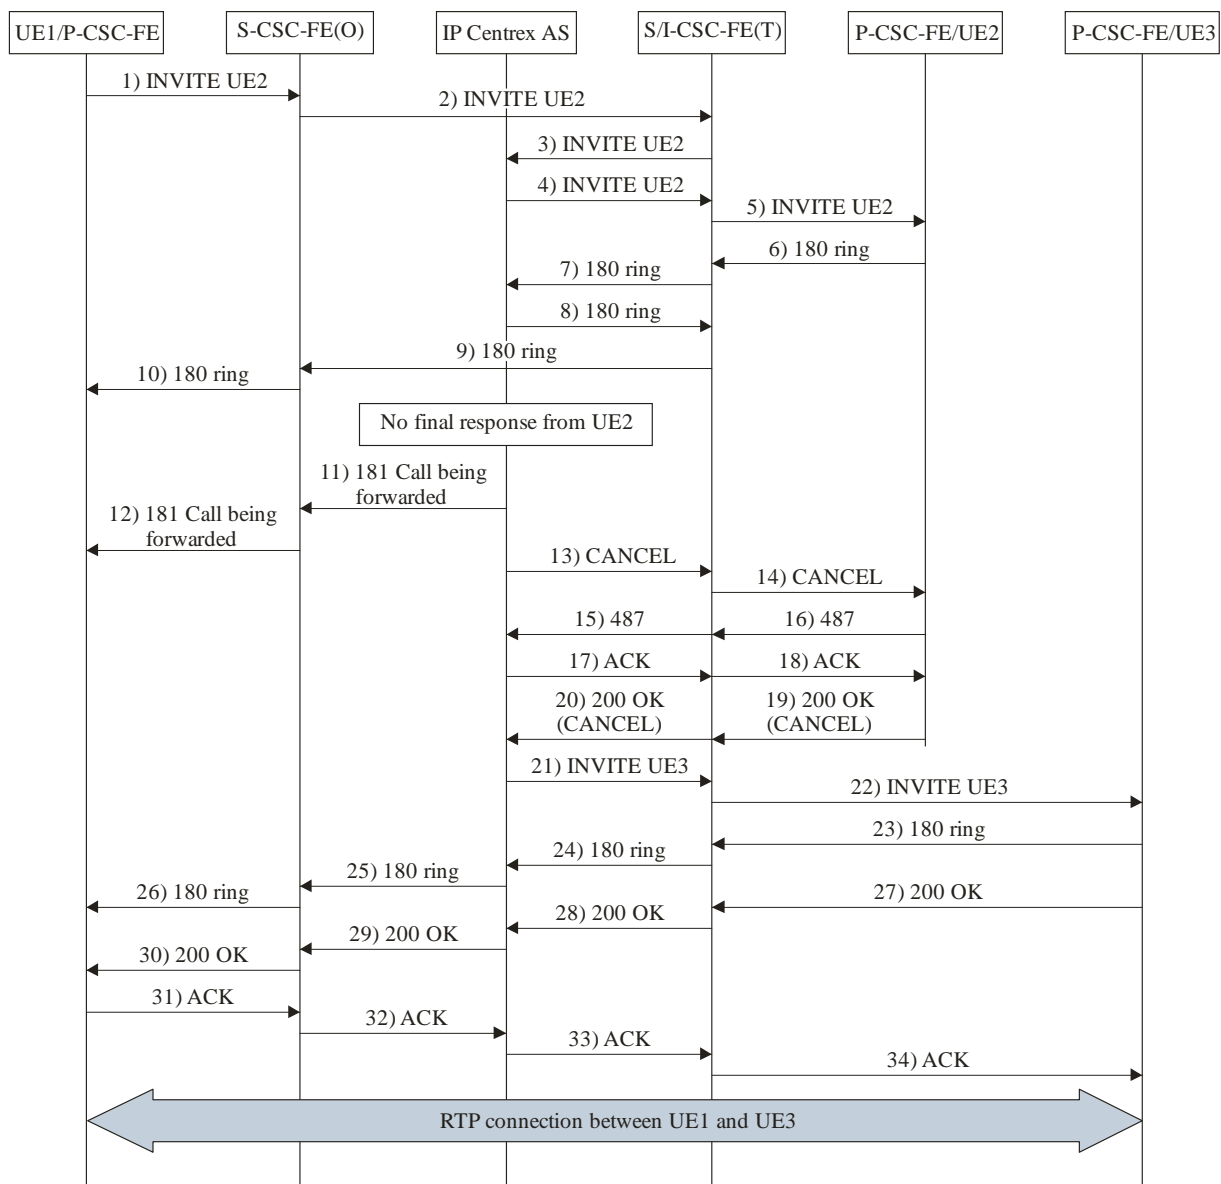 UE1/P-CSC-FE
S-CSC-FE(O)
IP Centrex AS
S/I-CSC-FE(T)
P-CSC-FE/UE2
P-CSC-FE/UE3
1) INVITE UE2
2) INVITE UE2
3) INVITE UE2
4) INVITE UE2
5) INVITE UE2
6) 180 ring
7) 180 ring
8) 180 ring
9) 180 ring
10) 180 ring
No final response from UE2
11) 181 Call being
forwarded
12) 181 Call being
forwarded
13) CANCEL
14) CANCEL
15) 487
16) 487
17) ACK
18) ACK
20) 200 OK
(CANCEL)
19) 200 OK
(CANCEL)
21) INVITE UE3
22) INVITE UE3
23) 180 ring
24) 180 ring
25) 180 ring
26) 180 ring
27) 200 OK
28) 200 OK
29) 200 OK
30) 200 OK
31) ACK
32) ACK
33) ACK
34) ACK
RTP connection between UE1 and UE3